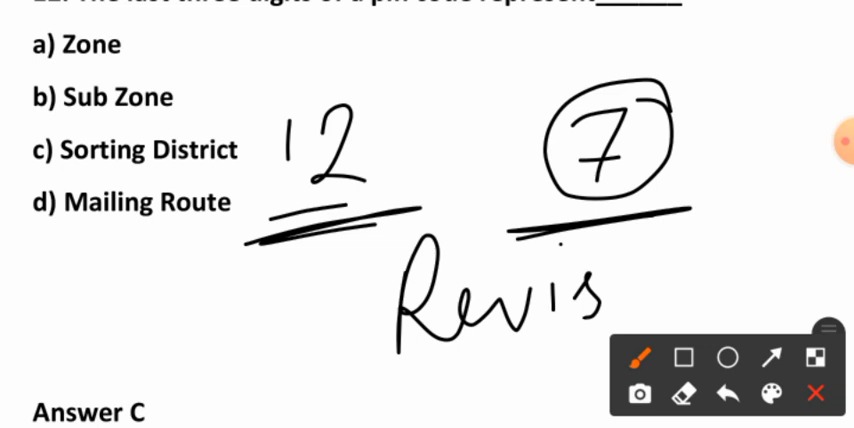 a) Zone
b) Sub Zone
c) Sorting District
d) Mailing Route
12
7
Revis
Answer C